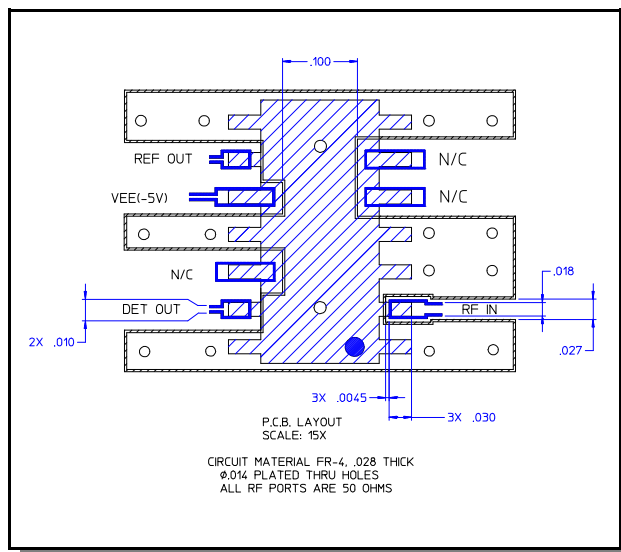 .100
REF OUT
N/C
VEE(-5V)
N/C
N/C
.018
DET OUT
RF IN
2X .010
.027
3X .0045
3X .030
P.C.B. LAYOUT
SCALE: 15X
CIRCUIT MATERIAL FR-4, .028 THICK
Ø.014 PLATED THRU HOLES
ALL RF PORTS ARE 50 OHMS